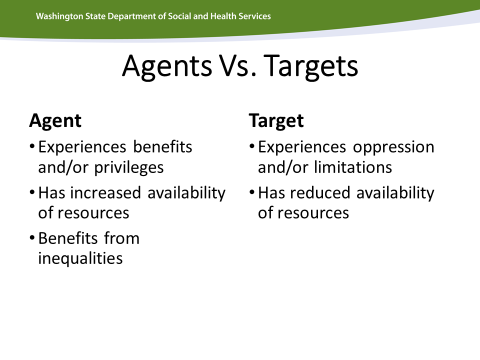 Washington State Department of Social and Health Services
Agents Vs. Targets
Agent
• Experiences benefits
and/or privileges
• Has increased availability
of resources
• Benefits from
inequalities
Target
• Experiences oppression
and/or limitations
• Has reduced availability
of resources